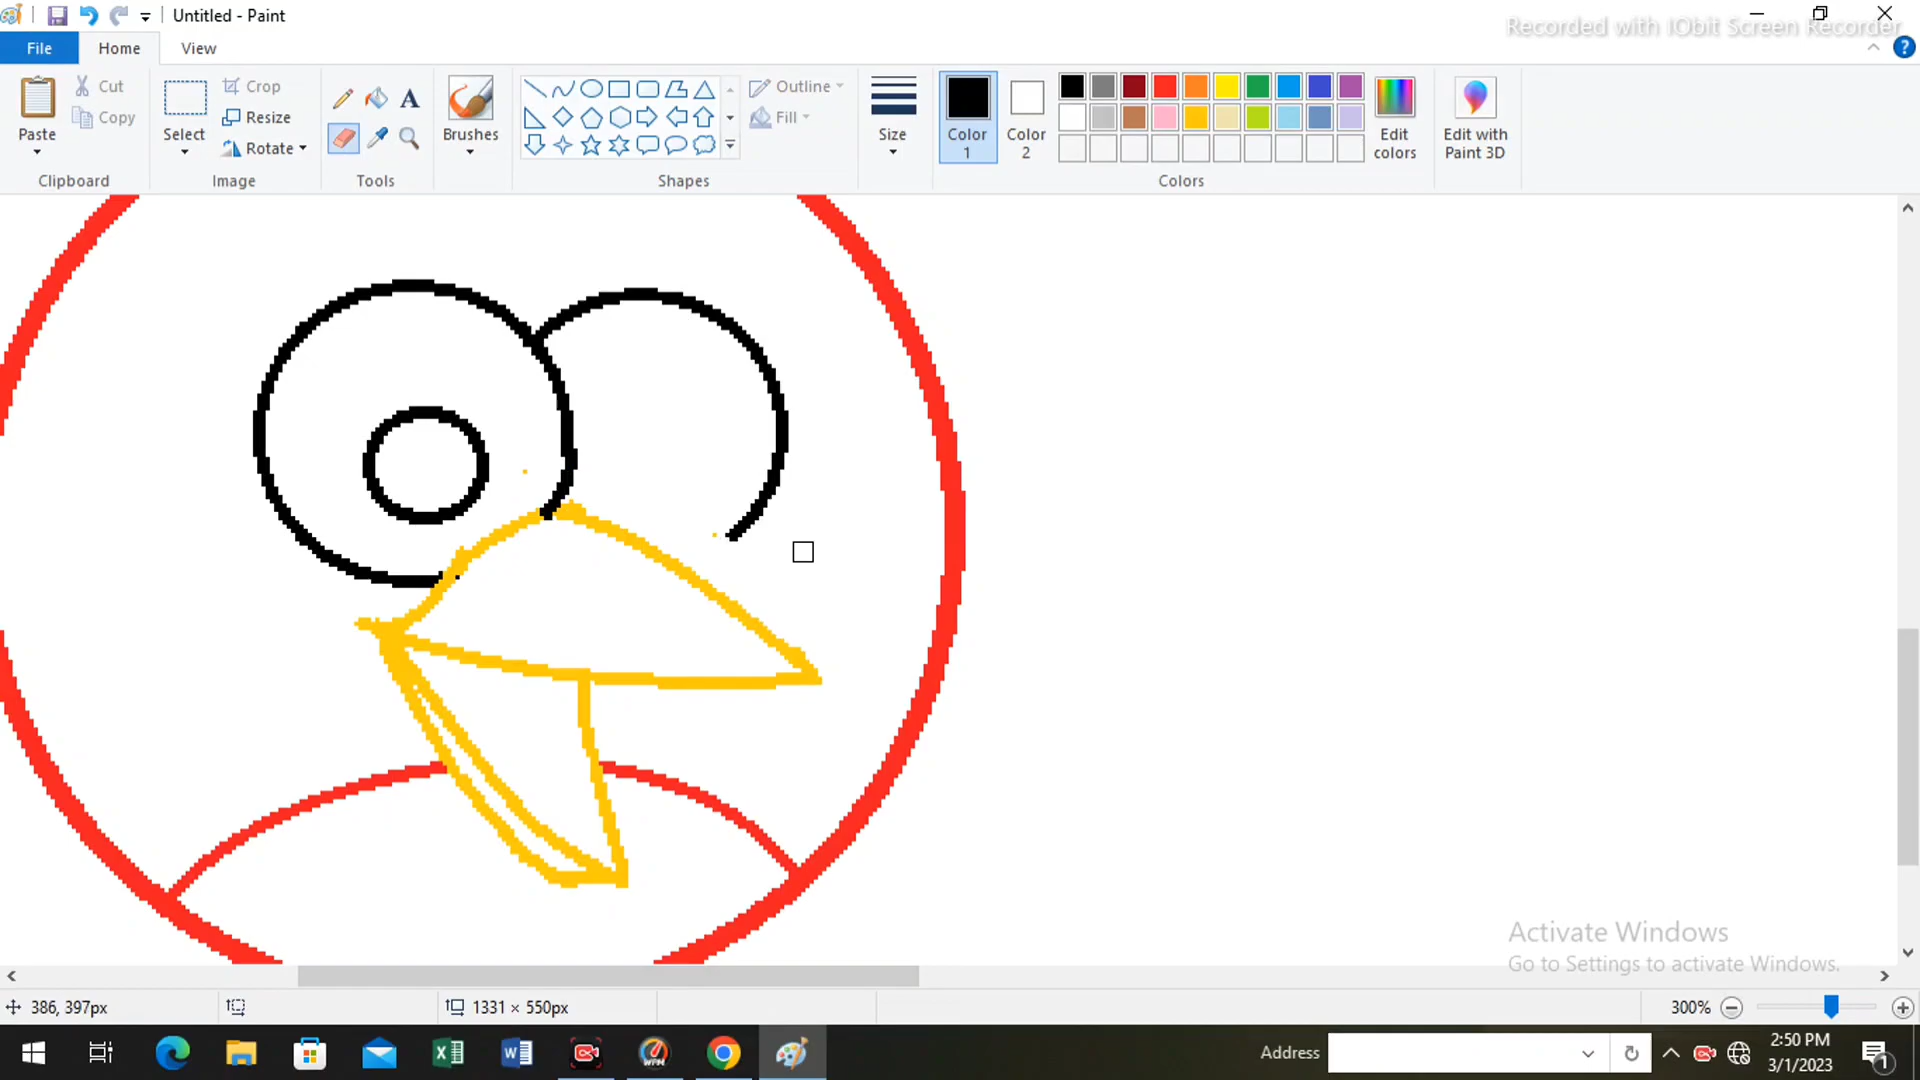 Untitled - Paint
Recorded with IObit Screen Recorder
File
Home
View
Paste
Cut
Copy
Clipboard
Select
Crop
Resize
Rotate
Image
A
Tools
Brushes
Outline
Fill
Shapes
Size
Color
1
Color
2
Edit
colors
Colors
Edit with
Paint 3D
?
Activate Windows
Go to Settings to activate Windows.
386, 397px
1331 × 550px
300%
WPM
Address
2:50 PM
3/1/2023
1